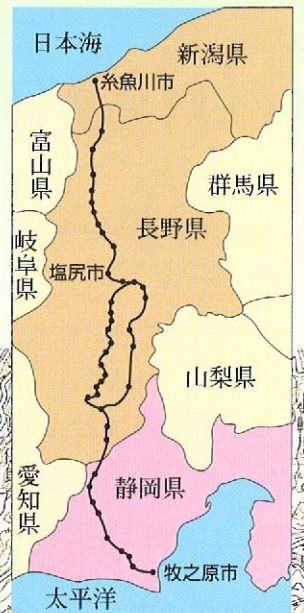 日本海
新潟県
糸魚川市
富山県
群馬県
長野県
岐阜県
塩尻市
山梨県
愛知県
静岡県
牧之原市
太平洋